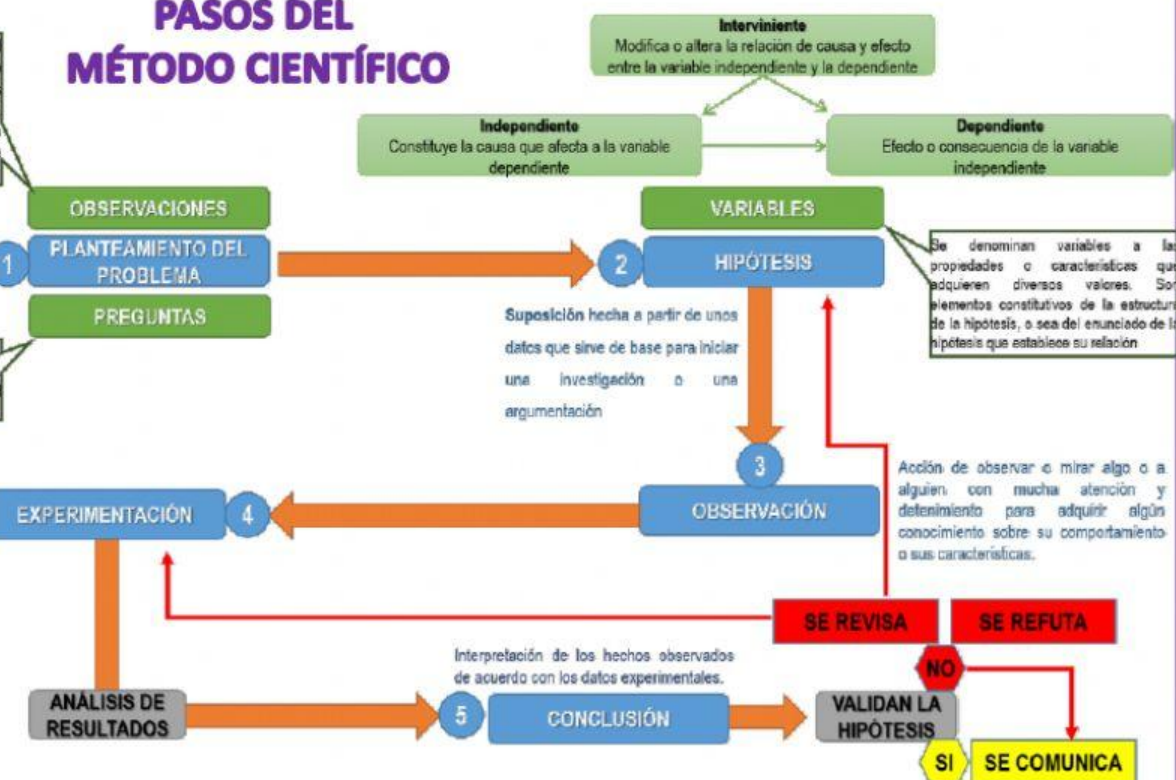 PASOS DEL
MÉTODO CIENTÍFICO
Interviniente
Modifica o altera la relación de causa y efecto
entre la variable independiente y la dependiente
Independiente
Constituye la causa que afecta a la variable
dependiente
Dependiente
Efecto o consecuencia de la variable
independiente
OBSERVACIONES
1
PLANTEAMIENTO DEL
PROBLEMA
PREGUNTAS
VARIABLES
2
HIPÓTESIS
Se denominan variables a
propiedades o características
adquieren diversos valores.
elementos constitutivos de la
de la hipótesis, o sea del enunciado de
hipótesis que establece su relación
Suposición hecha a partir de unos
datos que sirve de base para iniciar
una investigación o una
argumentación
3
OBSERVACIÓN
Acción de observar o mirar algo o a
alguien con mucha atención y
detenimiento para adquirir algún
conocimiento sobre su comportamiento
o sus características.
EXPERIMENTACIÓN
4
SE REVISA
SE REFUTA
NO
Interpretación de los hechos observados
de acuerdo con los datos experimentales.
ANÁLISIS DE
RESULTADOS
5
CONCLUSIÓN
VALIDAN LA
HIPÓTESIS
SI
SE COMUNICA